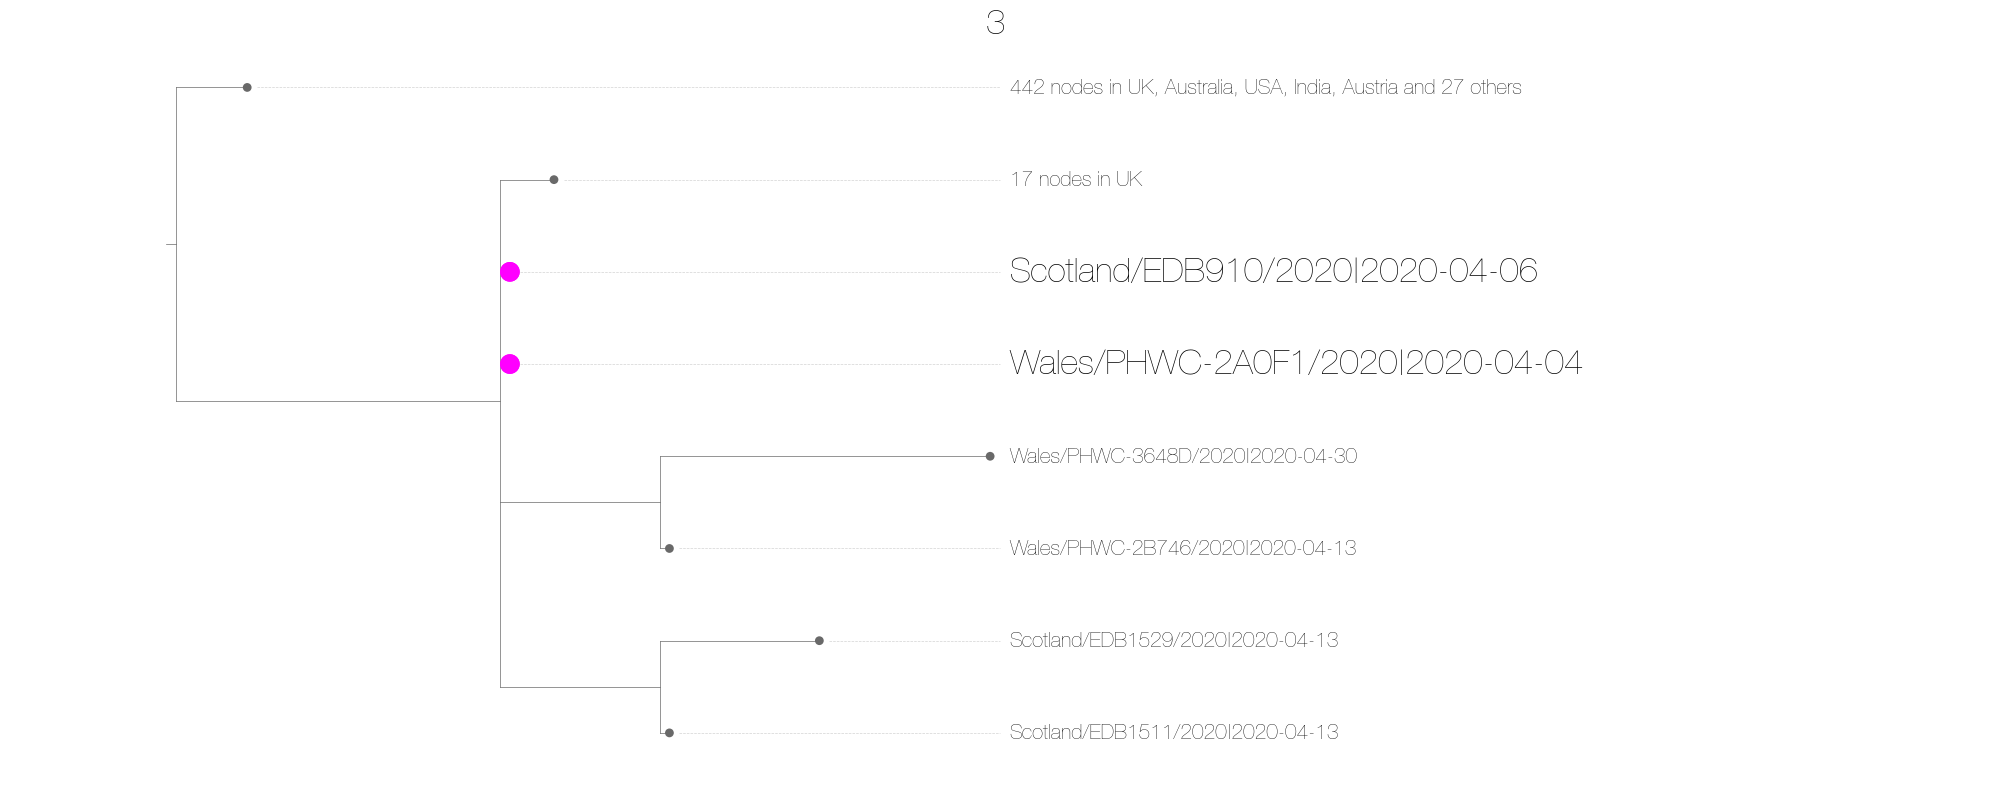 3
442 nodes in UK, Australia, USA, India, Austria and 27 others
17 nodes in UK
Scotland/EDB910/2020|2020-04-06
Wales/PHWC-2A0F1/2020|2020-04-04
Wales/PHWC-3648D/2020|2020-04-30
Wales/PHWC-2B746/2020|2020-04-13
Scotland/EDB1529/2020|2020-04-13
Scotland/EDB1511/2020|2020-04-13